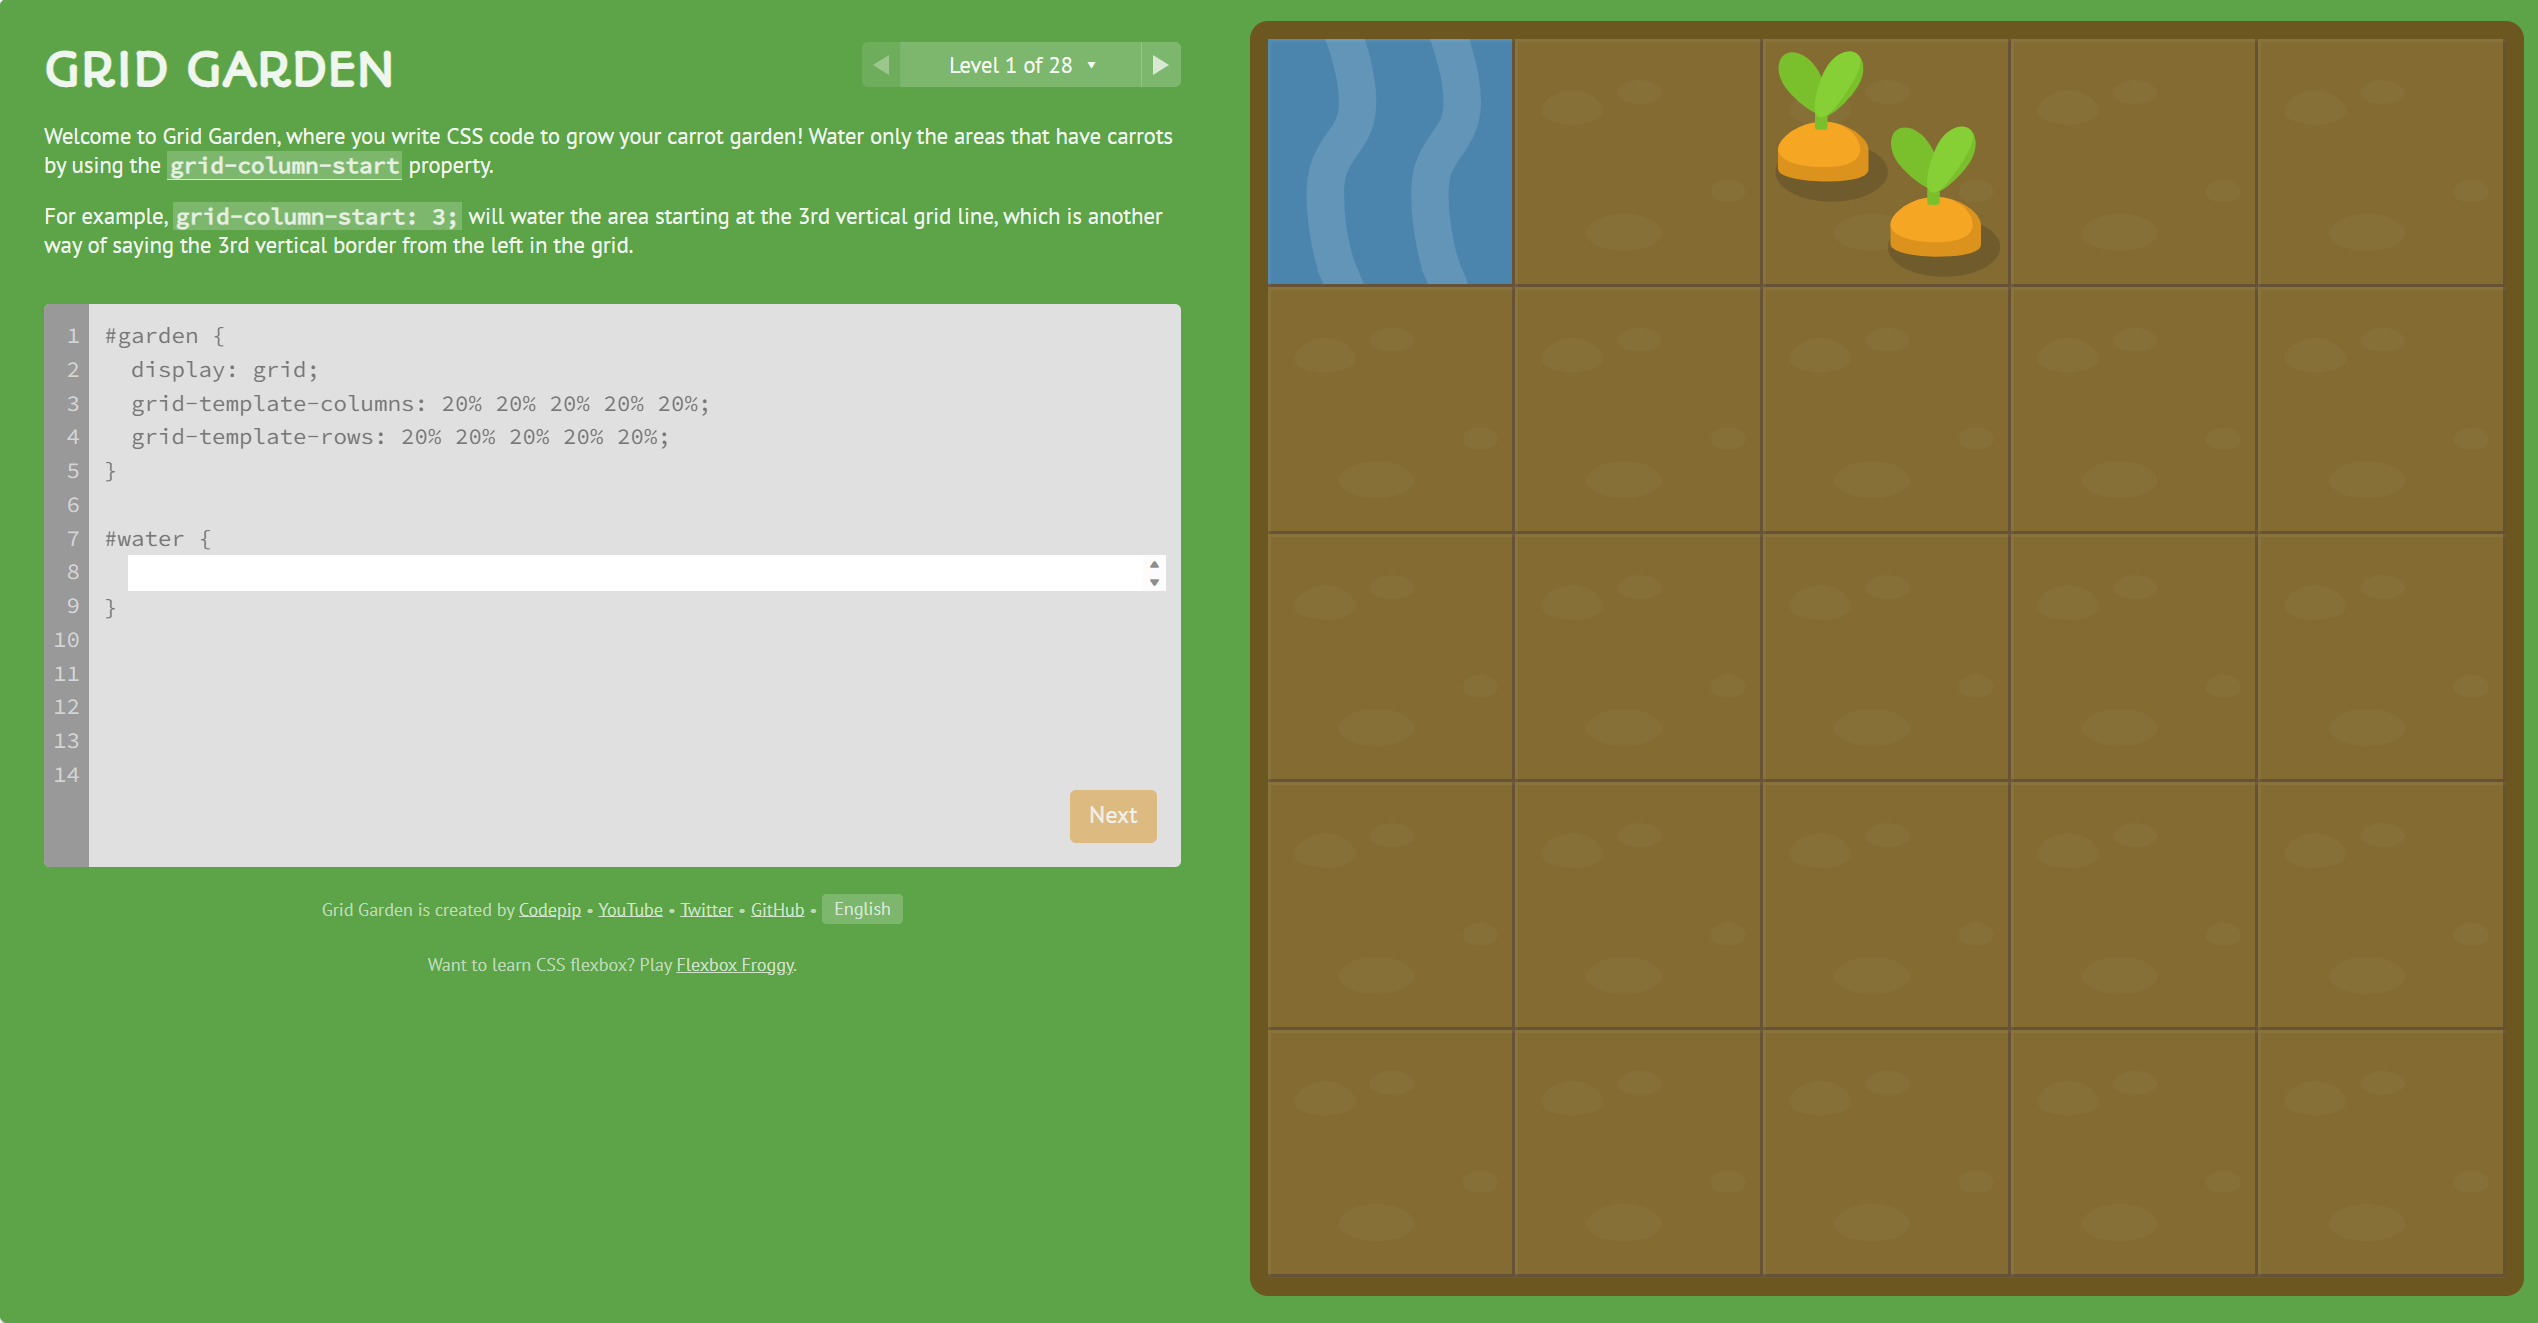 GRID GARDEN
Level 1 of 28 ▼
Welcome to Grid Garden, where you write CSS code to grow your carrot garden! Water only the areas that have carrots
by using the grid-column-start property.
For example, grid-column-start: 3; will water the area starting at the 3rd vertical grid line, which is another
way of saying the 3rd vertical border from the left in the grid.
1 #garden {
2   display: grid;
3   grid-template-columns: 20% 20% 20% 20% 20%;
4   grid-template-rows: 20% 20% 20% 20% 20%;
5 }
6
7 #water {
8
9 }
10
11
12
13
14
Next
Grid Garden is created by Codepip • YouTube • Twitter • GitHub • English
Want to learn CSS flexbox? Play Flexbox Froggy.